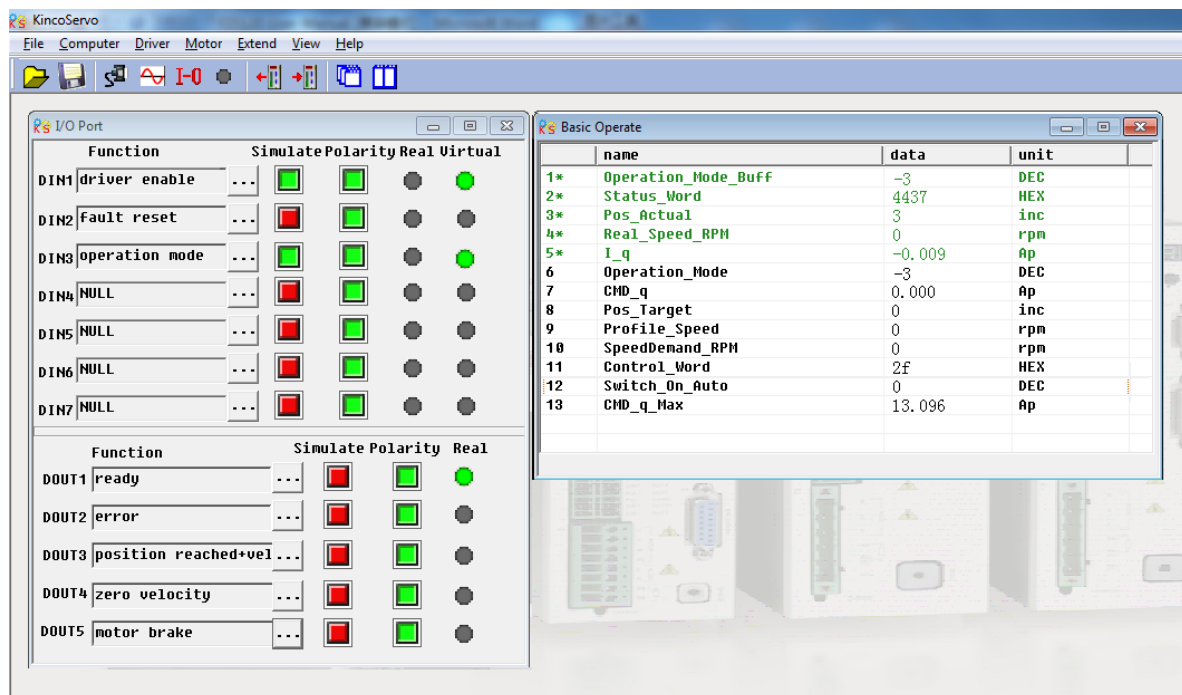 KincoServo
File Computer Driver Motor Extend View Help
I-O
I/O Port
Function Simulate Polarity Real Virtual
DIN1 driver enable ...
DIN2 fault reset ...
DIN3 operation mode ...
DIN4 NULL ...
DIN5 NULL ...
DIN6 NULL ...
DIN7 NULL ...
Function Simulate Polarity Real
DOUT1 ready ...
DOUT2 error ...
DOUT3 position reached+vel ...
DOUT4 zero velocity ...
DOUT5 motor brake ...
Basic Operate
name data unit
1* Operation_Mode_Buff -3 DEC
2* Status_Word 4437 HEX
3* Pos_Actual 3 inc
4* Real_Speed_RPM 0 rpm
5* I_q -0.009 Ap
6 Operation_Mode -3 DEC
7 CMD_q 0.000 Ap
8 Pos_Target 0 inc
9 Profile_Speed 0 rpm
10 SpeedDemand_RPM 0 rpm
11 Control_Word 2f HEX
12 Switch_On_Auto 0 DEC
13 CMD_q_Max 13.096 Ap